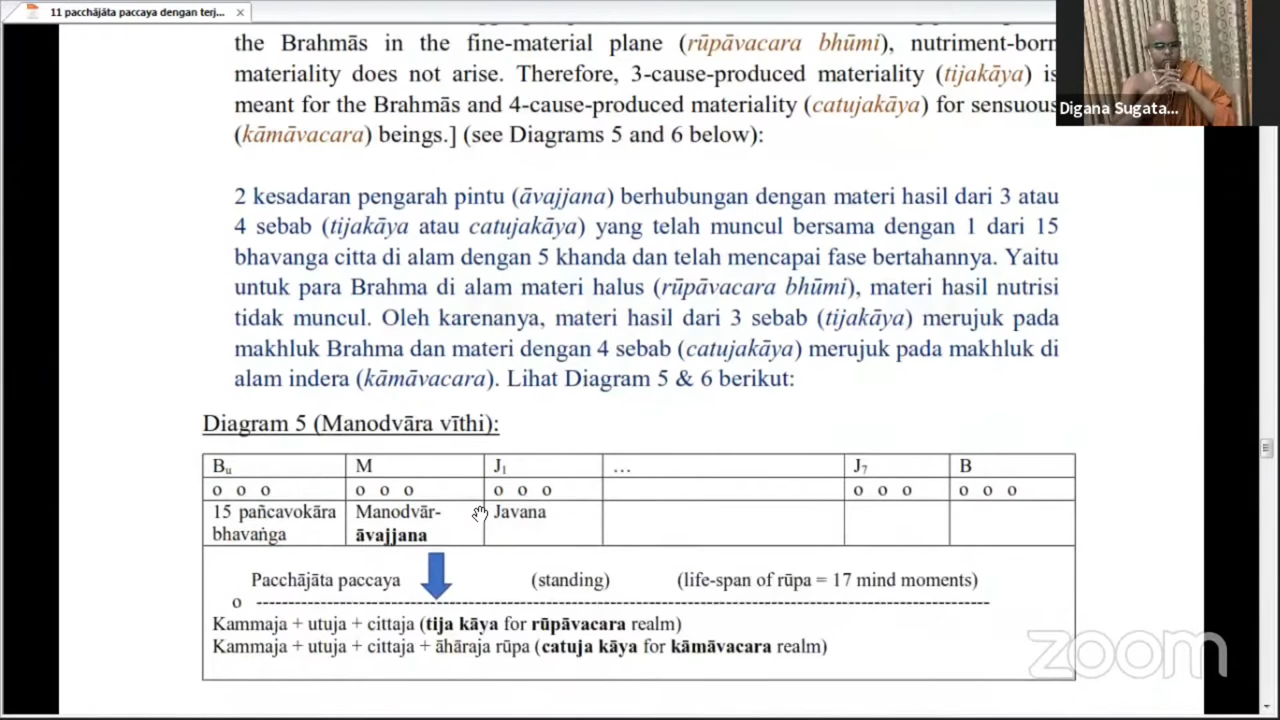 11 pacchājāta paccaya dengan terj...
the Brahmās in the fine-material plane (rūpāvacara bhūmi), nutriment-born
materiality does not arise. Therefore, 3-cause-produced materiality (tijakāya) is
meant for the Brahmās and 4-cause-produced materiality (catujakāya) for sensuous
(kāmāvacara) beings.] (see Diagrams 5 and 6 below):
Digana Sugata...
2 kesadaran pengarah pintu (āvajjana) berhubungan dengan materi hasil dari 3 atau
4 sebab (tijakāya atau catujakāya) yang telah muncul bersama dengan 1 dari 15
bhavanga citta di alam dengan 5 khanda dan telah mencapai fase bertahannya. Yaitu
untuk para Brahma di alam materi halus (rūpāvacara bhūmi), materi hasil nutrisi
tidak muncul. Oleh karenanya, materi hasil dari 3 sebab (tijakāya) merujuk pada
makhluk Brahma dan materi dengan 4 sebab (catujakāya) merujuk pada makhluk di
alam indera (kāmāvacara). Lihat Diagram 5 & 6 berikut:
Diagram 5 (Manodvāra vīthi):
Bu M J1 ... J7 B
o o o o o o o o o o o o o o o
15 pañcavokāra Manodvār- Javana
bhavaṅga āvajjana
Pacchājāta paccaya (standing) (life-span of rūpa = 17 mind moments)
o ---------------------------------------------------------------
Kammaja + utuja + cittaja (tija kāya for rūpāvacara realm)
Kammaja + utuja + cittaja + āhāraja rūpa (catuja kāya for kāmāvacara realm)
zoom